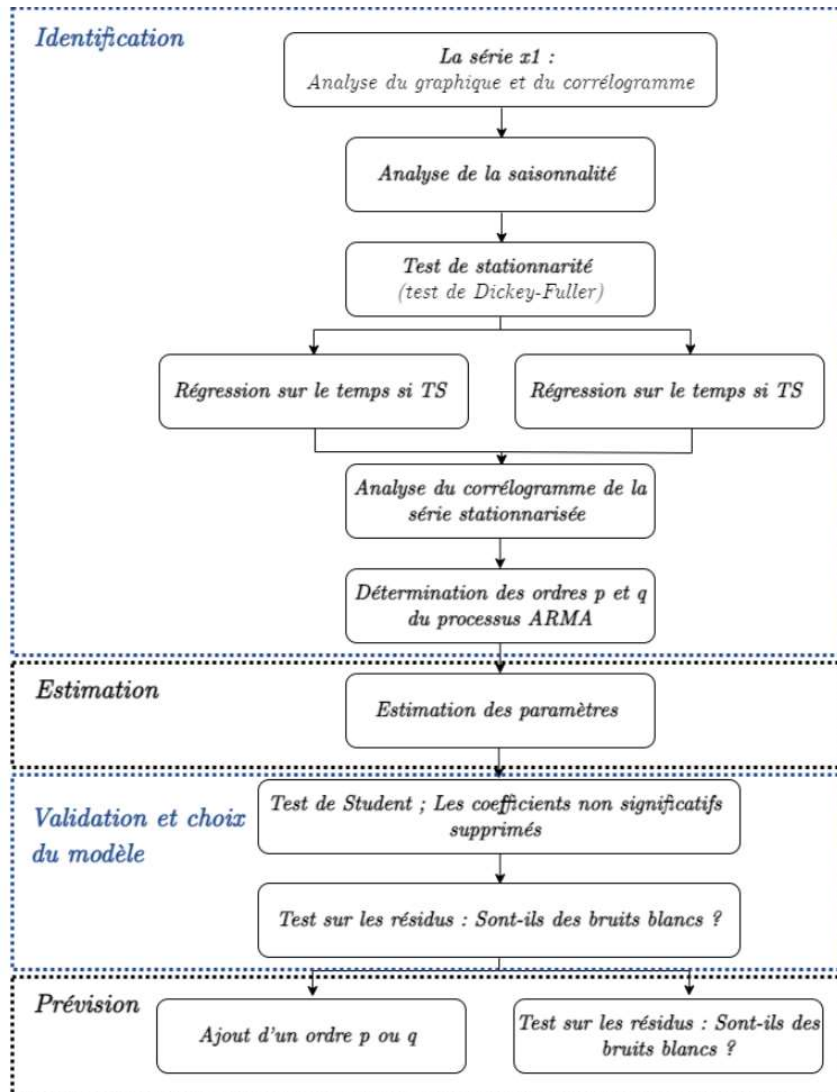 Identification
La série x1 :
Analyse du graphique et du corrélogramme
Analyse de la saisonnalité
Test de stationnarité
(test de Dickey-Fuller)
Régression sur le temps si TS
Régression sur le temps si TS
Analyse du corrélogramme de la
série stationnarisée
Détermination des ordres p et q
du processus ARMA
Estimation
Estimation des paramètres
Validation et choix
du modèle
Test de Student ; Les coefficients non significatifs
supprimés
Test sur les résidus : Sont-ils des bruits blancs ?
Prévision
Ajout d'un ordre p ou q
Test sur les résidus : Sont-ils des
bruits blancs ?